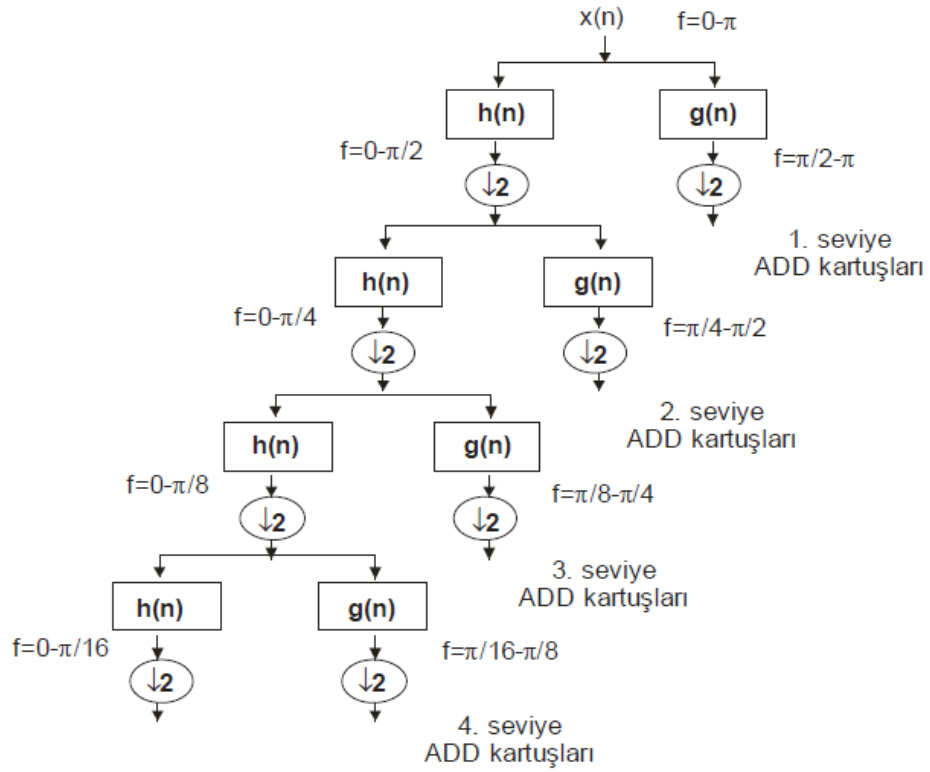 x(n) f=0-π
h(n) g(n)
f=0-π/2 f=π/2-π
↓2 ↓2
1. seviye
ADD kartuşları
h(n) g(n)
f=0-π/4 f=π/4-π/2
↓2 ↓2
2. seviye
ADD kartuşları
h(n) g(n)
f=0-π/8 f=π/8-π/4
↓2 ↓2
3. seviye
ADD kartuşları
h(n) g(n)
f=0-π/16 f=π/16-π/8
↓2 ↓2
4. seviye
ADD kartuşları